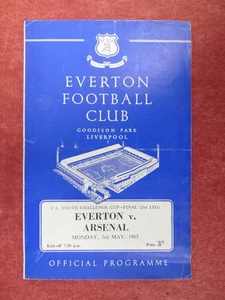 EVERTON
FOOTBALL
CLUB
GOODISON PARK
LIVERPOOL
F.A. YOUTH CHALLENGE CUP—FINAL (2nd LEG)
EVERTON v.
ARSENAL
MONDAY, 3rd MAY, 1965
Kick-off 7.30 p.m.
Price 3D
OFFICIAL PROGRAMME